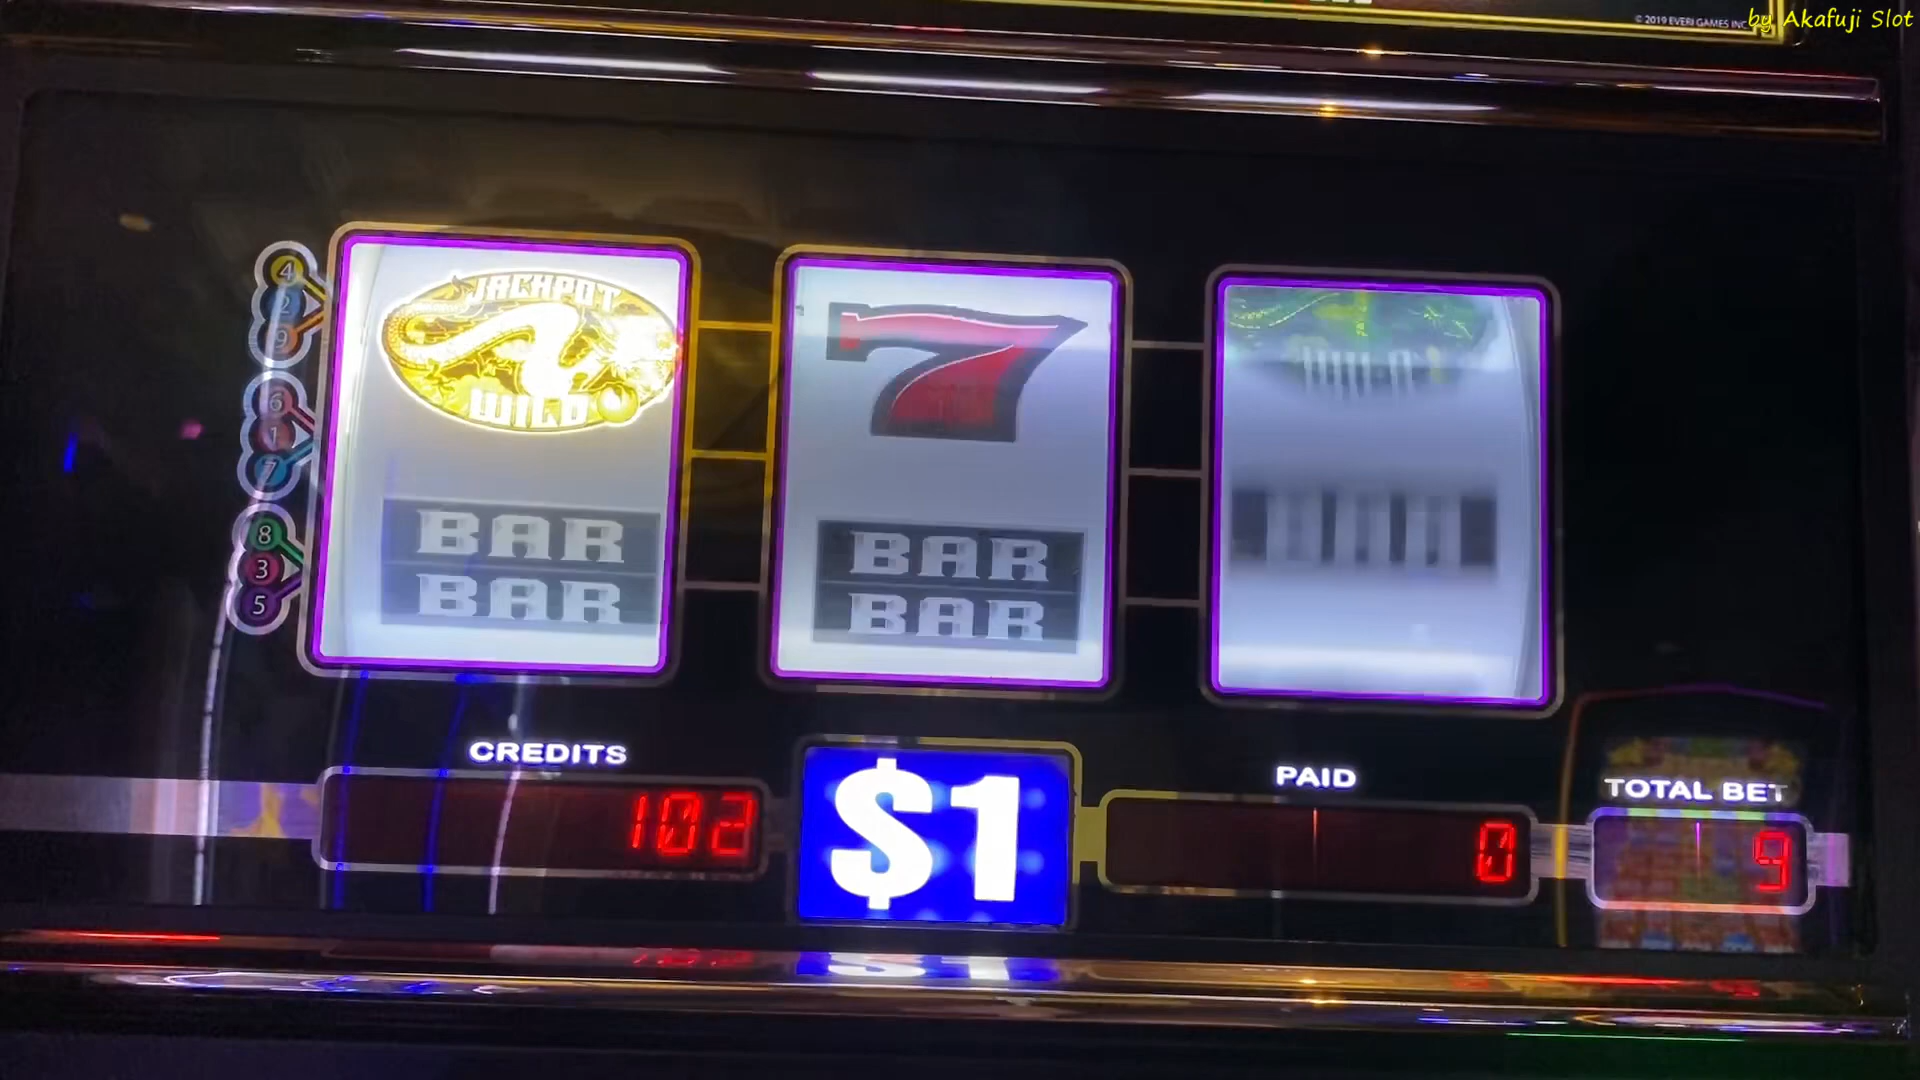 © 2019 EVERI GAMES INC
by Akafuji Slot
4
2
9
6
1
7
8
3
5
JACKPOT
WILD
7
BAR
BAR
BAR
BAR
CREDITS
102
$1
PAID
0
TOTAL BET
9